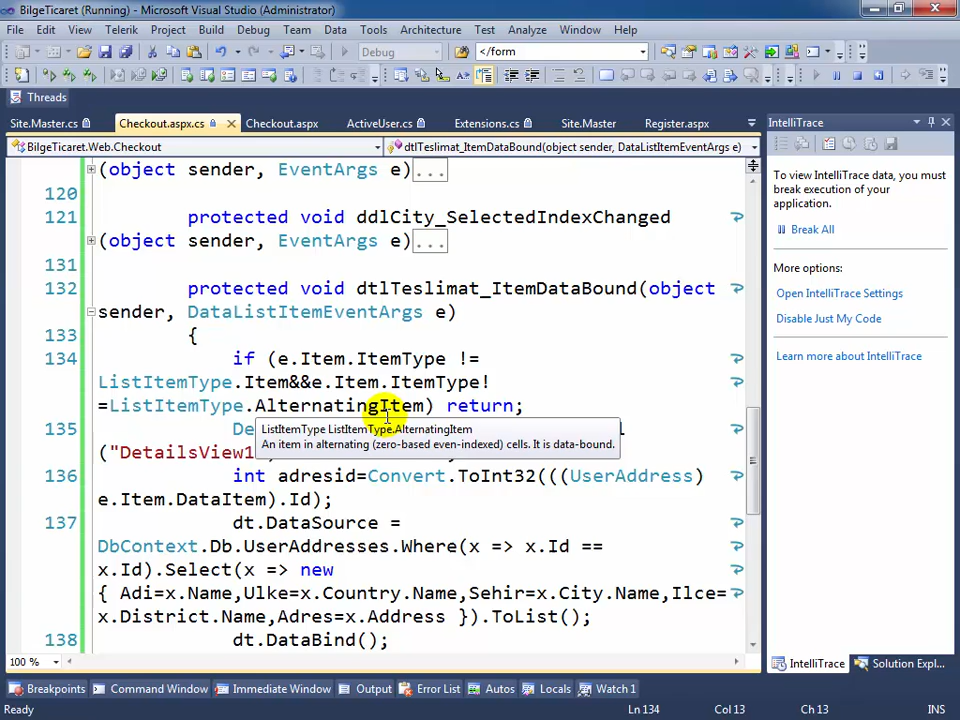 BilgeTicaret (Running) - Microsoft Visual Studio (Administrator)
File Edit View Telerik Project Build Debug Team Data Tools Architecture Test Analyze Window Help
Debug </form
Threads
Site.Master.cs Checkout.aspx.cs Checkout.aspx ActiveUser.cs Extensions.cs Site.Master Register.aspx
BilgeTicaret.Web.Checkout dtlTeslimat_ItemDataBound(object sender, DataListItemEventArgs e)
(object sender, EventArgs e)...
120
121 protected void ddlCity_SelectedIndexChanged
(object sender, EventArgs e)...
131
132 protected void dtlTeslimat_ItemDataBound(object
sender, DataListItemEventArgs e)
133 {
134 if (e.Item.ItemType !=
ListItemType.Item&&e.Item.ItemType!
=ListItemType.AlternatingItem) return;
135 De
ListItemType ListItemType.AlternatingItem
An item in alternating (zero-based even-indexed) cells. It is data-bound.
("DetailsView1
136 int adresid=Convert.ToInt32(((UserAddress)
e.Item.DataItem).Id);
137 dt.DataSource =
DbContext.Db.UserAddresses.Where(x => x.Id ==
x.Id).Select(x => new
{ Adi=x.Name,Ulke=x.Country.Name,Sehir=x.City.Name,Ilce=
x.District.Name,Adres=x.Address }).ToList();
138 dt.DataBind();
100 %
IntelliTrace
To view IntelliTrace data, you must
break execution of your
application.
Break All
More options:
Open IntelliTrace Settings
Disable Just My Code
Learn more about IntelliTrace
IntelliTrace Solution Expl...
Breakpoints Command Window Immediate Window Output Error List Autos Locals Watch 1
Ready Ln 134 Col 13 Ch 13 INS